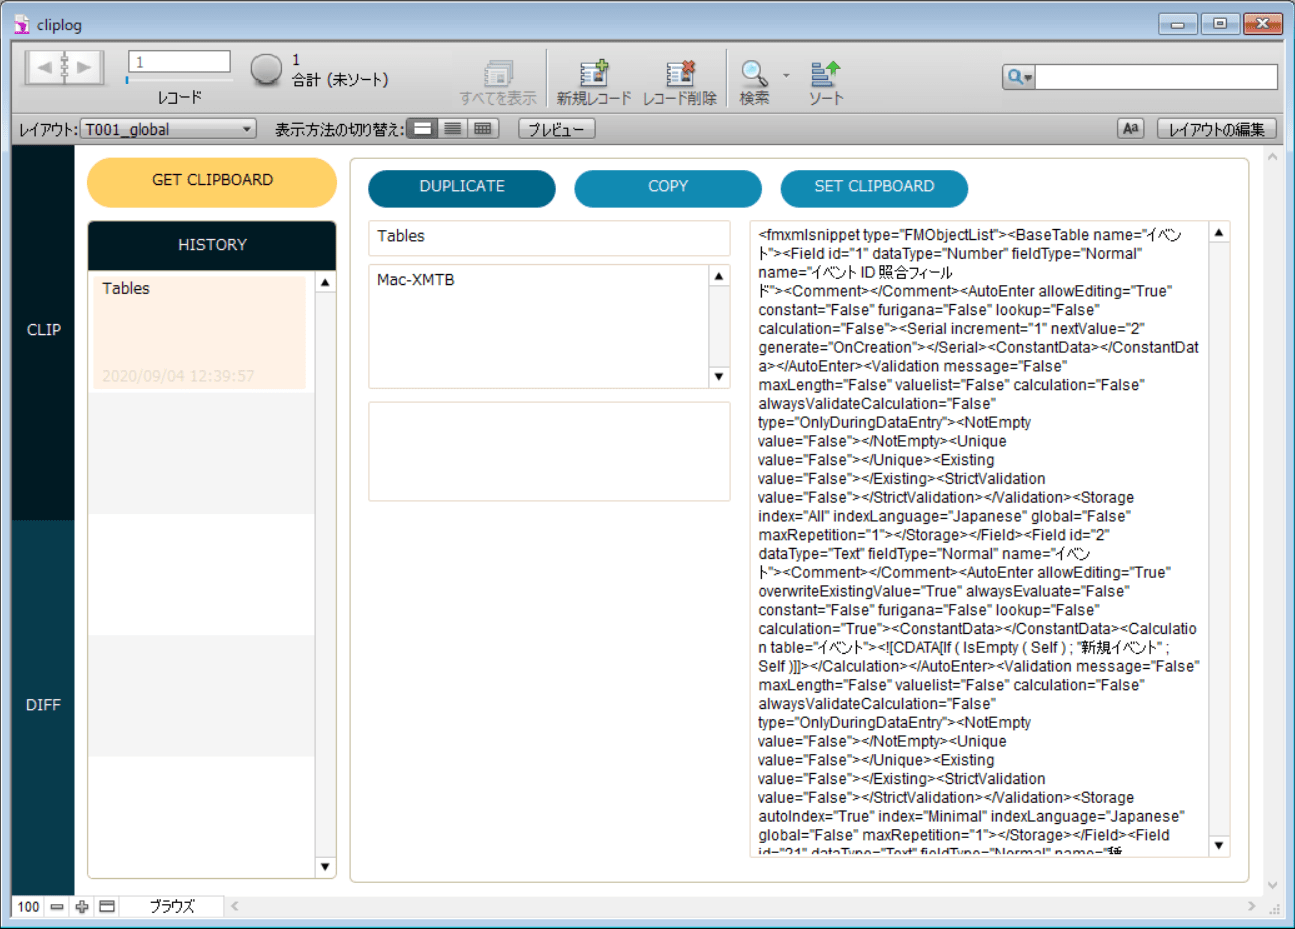 cliplog
1
レコード
1
合計 (未ソート)
すべてを表示
新規レコード
レコード削除
検索
ソート
レイアウト:
T001_global
表示方法の切り替え:
プレビュー
Aa
レイアウトの編集
CLIP
DIFF
GET CLIPBOARD
HISTORY
Tables
2020/09/04 12:39:57
DUPLICATE
COPY
SET CLIPBOARD
Tables
Mac-XMTB
<fmxmlsnippet type="FMObjectList"><BaseTable name="イベン
ト"><Field id="1" dataType="Number" fieldType="Normal"
name="イベント ID 照合フィール
ド"><Comment></Comment><AutoEnter allowEditing="True"
constant="False" furigana="False" lookup="False"
calculation="False"><Serial increment="1" nextValue="2"
generate="OnCreation"></Serial><ConstantData></ConstantDat
a></AutoEnter><Validation message="False"
maxLength="False" valuelist="False" calculation="False"
alwaysValidateCalculation="False"
type="OnlyDuringDataEntry"><NotEmpty
value="False"></NotEmpty><Unique
value="False"></Unique><Existing
value="False"></Existing><StrictValidation
value="False"></StrictValidation></Validation><Storage
index="All" indexLanguage="Japanese" global="False"
maxRepetition="1"></Storage></Field><Field id="2"
dataType="Text" fieldType="Normal" name="イベン
ト"><Comment></Comment><AutoEnter allowEditing="True"
overwriteExistingValue="True" alwaysEvaluate="False"
constant="False" furigana="False" lookup="False"
calculation="True"><ConstantData></ConstantData><Calculatio
n table="イベント"><![CDATA[If ( IsEmpty ( Self ) ; "新規イベント" ;
Self )]]></Calculation></AutoEnter><Validation message="False"
maxLength="False" valuelist="False" calculation="False"
alwaysValidateCalculation="False"
type="OnlyDuringDataEntry"><NotEmpty
value="False"></NotEmpty><Unique
value="False"></Unique><Existing
value="False"></Existing><StrictValidation
value="False"></StrictValidation></Validation><Storage
autoIndex="True" index="Minimal" indexLanguage="Japanese"
global="False" maxRepetition="1"></Storage></Field><Field
id="21" dataType="Text" fieldType="Normal" name="種
100
ブラウズ